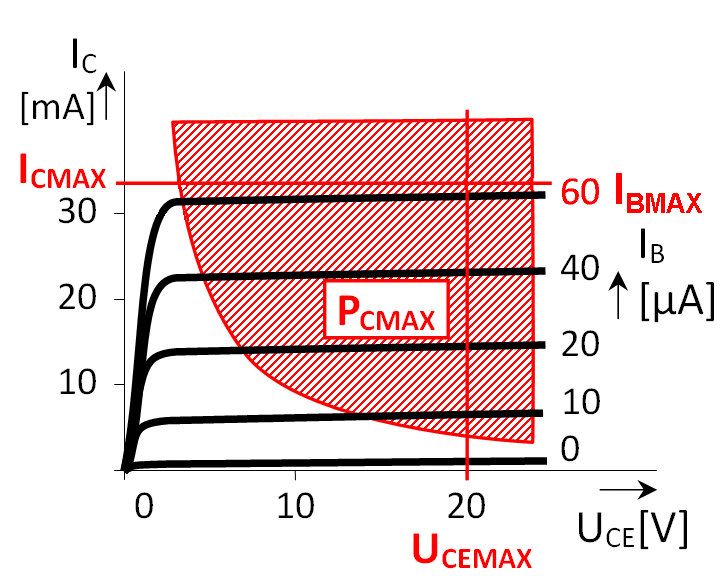 I_C
[mA]
I_CMAX
30
20
10
P_CMAX
60 I_BMAX
I_B
40
[µA]
20
10
0
0 10 20
U_CE[V]
U_CEMAX